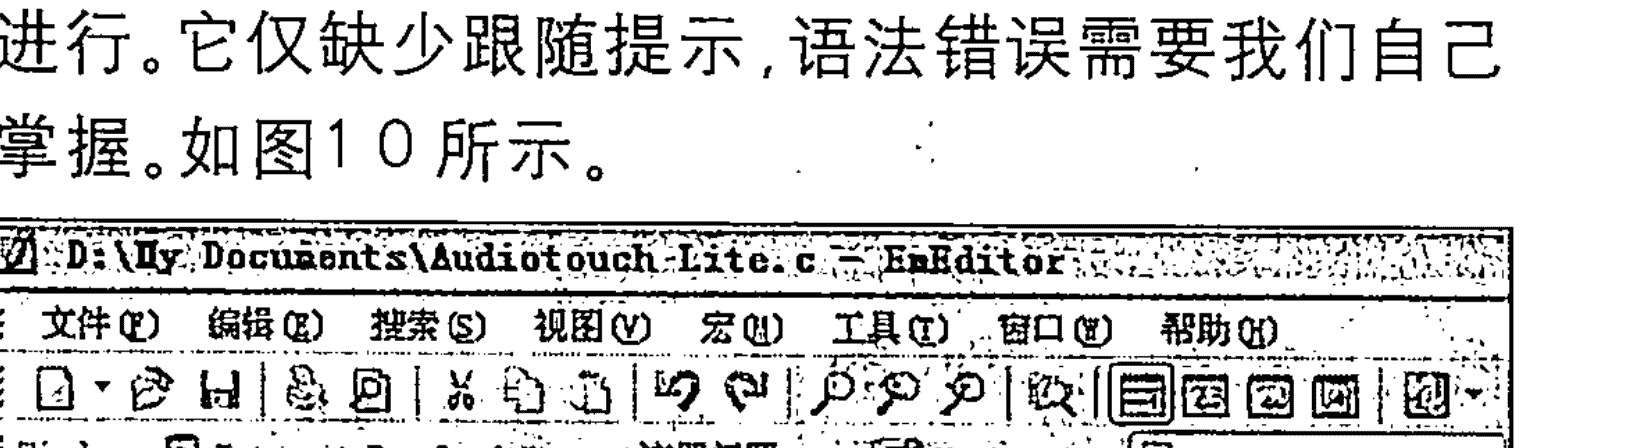 进行。它仅缺少跟随提示,语法错误需要我们自己
掌握。如图10所示。
D:\My Documents\Audiotouch-Lite.c - EmEditor
文件(F) 编辑(E) 搜索(S) 视图(V) 宏(M) 工具(T) 窗口(W) 帮助(H)